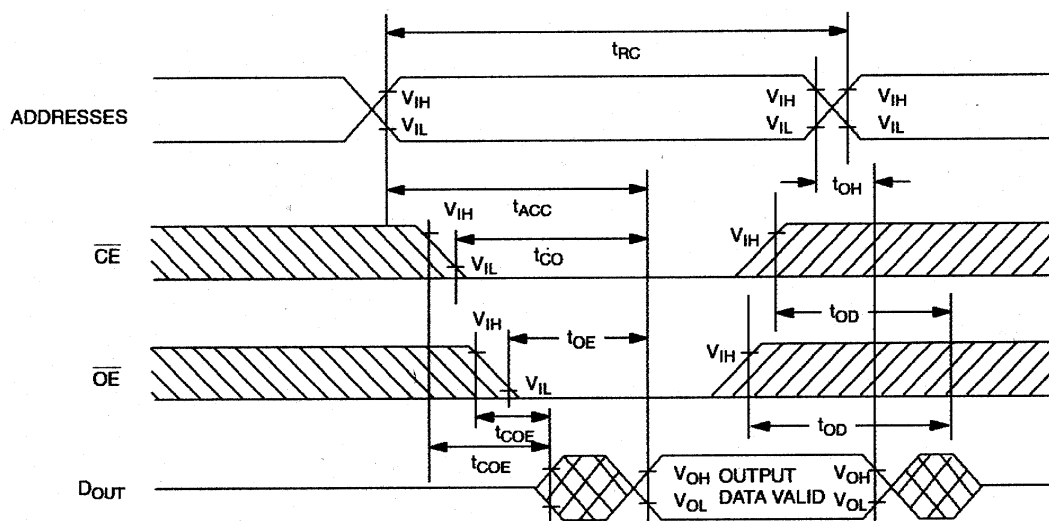 tRC
ADDRESSES
VIH VIH VIH
VIL VIL VIL
tOH
tACC
VIH
CE VIH
tCO
VIL
tOD
VIH
OE tOE VIH
VIL
tCOE tOD
tCOE
DOUT VOH OUTPUT VOH
VOL DATA VALID VOL